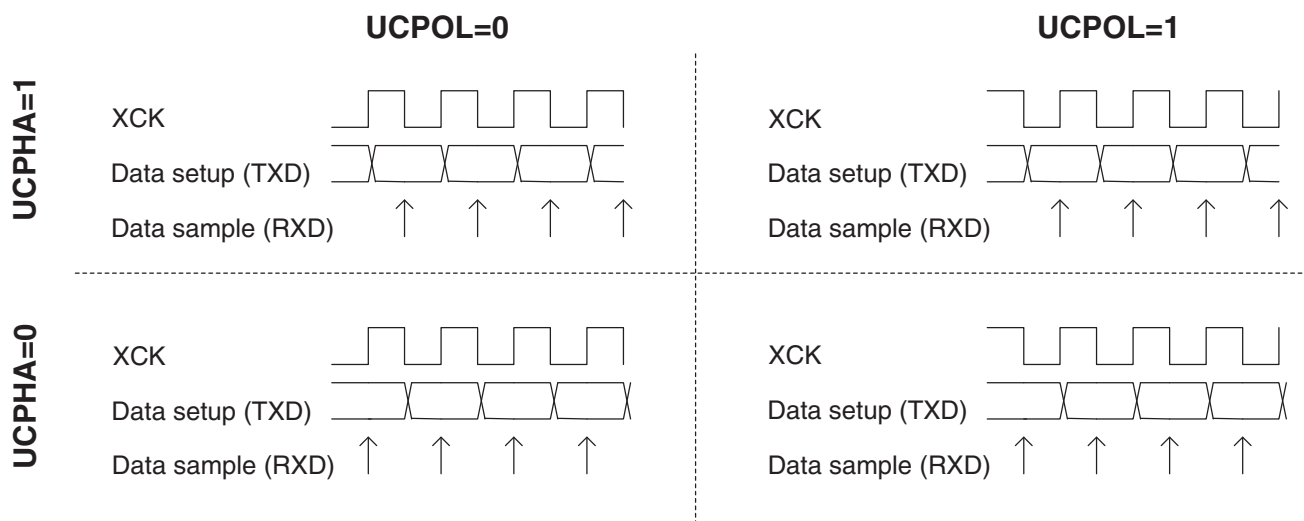 UCPOL=0
UCPOL=1
UCPHA=1
XCK
Data setup (TXD)
Data sample (RXD)
XCK
Data setup (TXD)
Data sample (RXD)
UCPHA=0
XCK
Data setup (TXD)
Data sample (RXD)
XCK
Data setup (TXD)
Data sample (RXD)